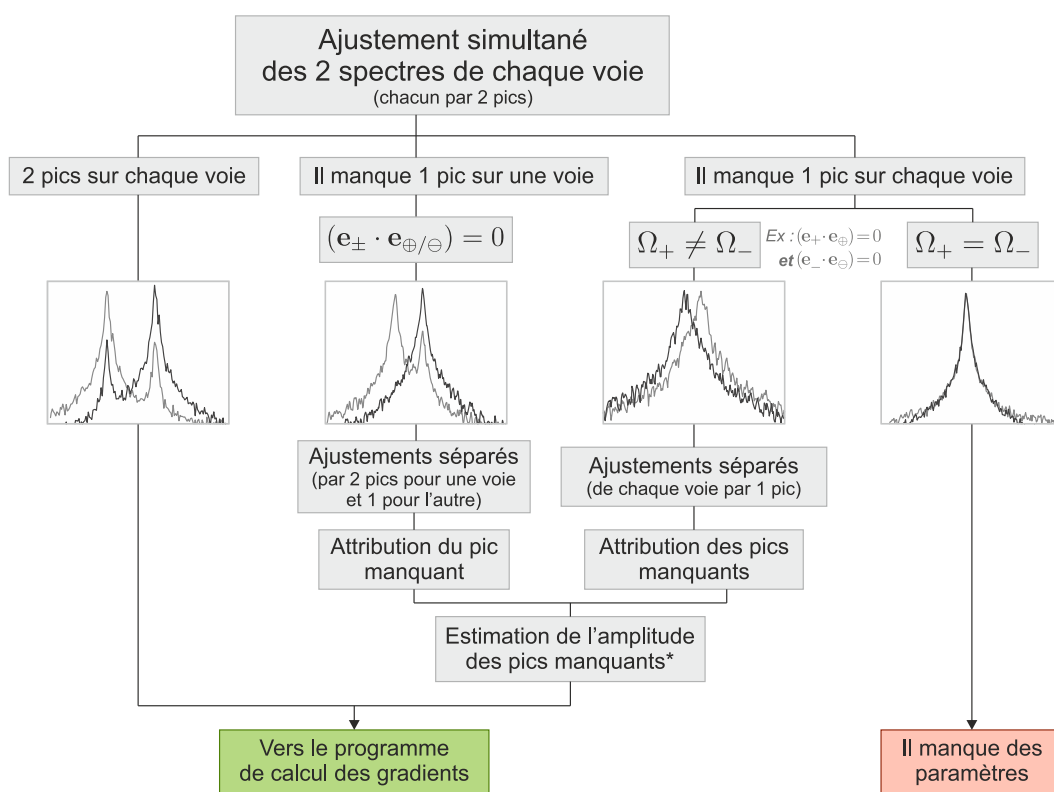 Ajustement simultané
des 2 spectres de chaque voie
(chacun par 2 pics)
2 pics sur chaque voie
Il manque 1 pic sur une voie
Il manque 1 pic sur chaque voie
(e± · e⊕/⊖) = 0
Ω+ ≠ Ω−
Ex : (e+·e⊕)=0
et (e−·e⊖)=0
Ω+ = Ω−
Ajustements séparés
(par 2 pics pour une voie
et 1 pour l'autre)
Ajustements séparés
(de chaque voie par 1 pic)
Attribution du pic
manquant
Attribution des pics
manquants
Estimation de l'amplitude
des pics manquants*
Vers le programme
de calcul des gradients
Il manque des
paramètres